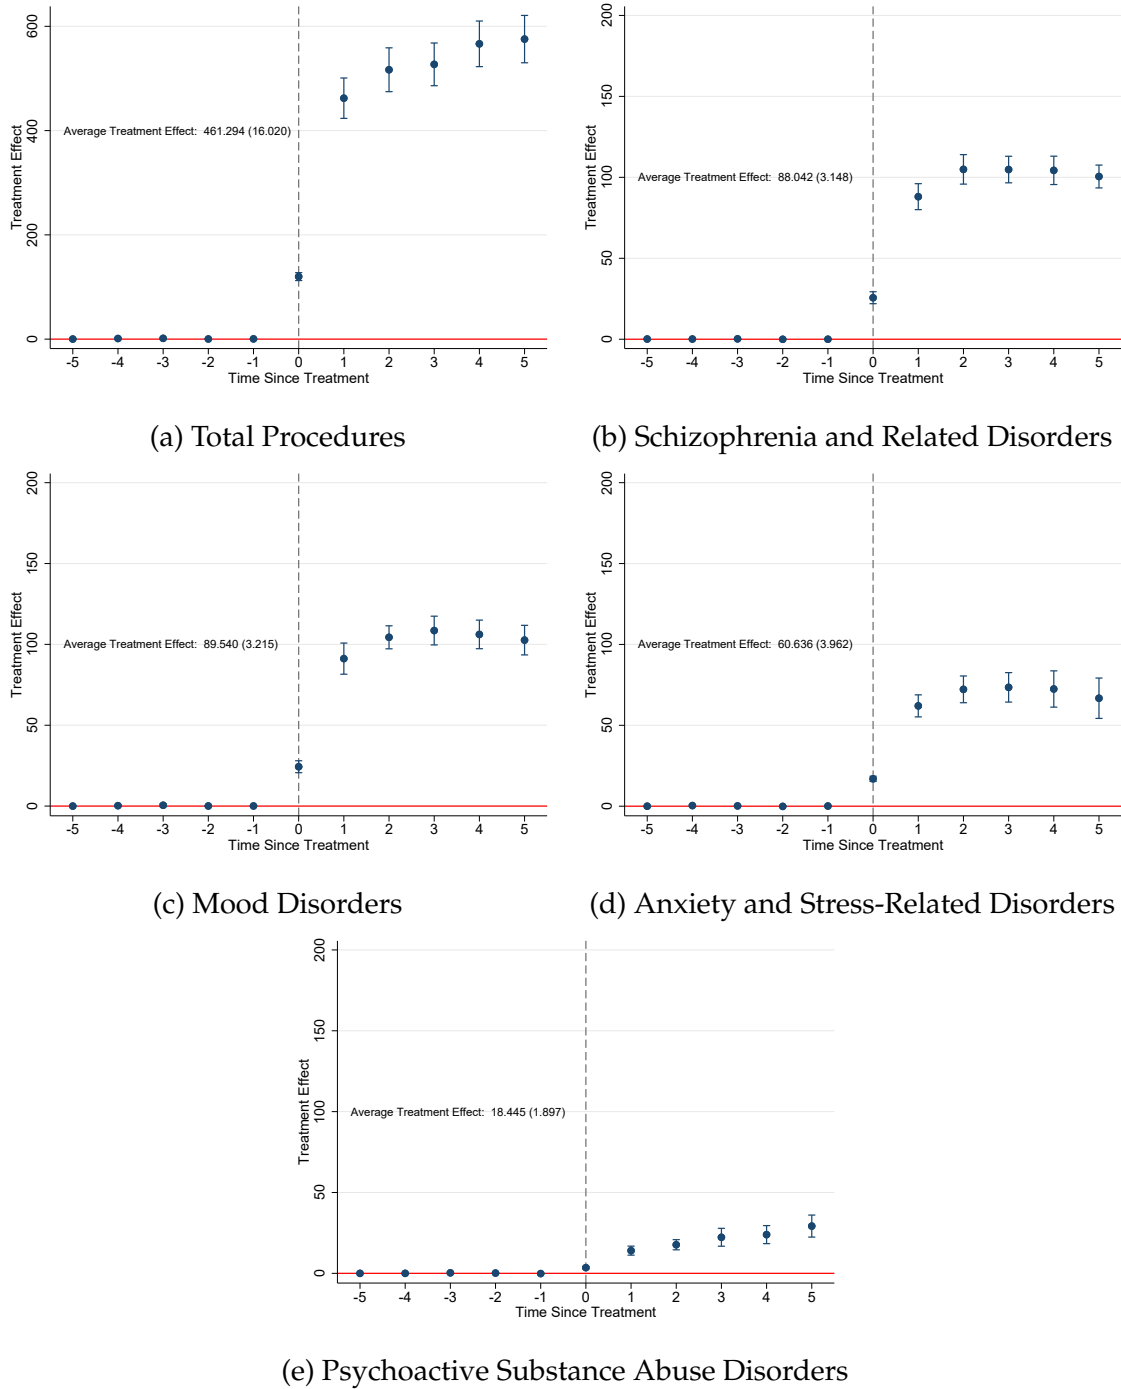 Treatment Effect
600
400
200
0
Average Treatment Effect: 461.294 (16.020)
-5 -4 -3 -2 -1 0 1 2 3 4 5
Time Since Treatment
(a) Total Procedures
Treatment Effect
200
150
100
50
0
Average Treatment Effect: 88.042 (3.148)
-5 -4 -3 -2 -1 0 1 2 3 4 5
Time Since Treatment
(b) Schizophrenia and Related Disorders
Treatment Effect
200
150
100
50
0
Average Treatment Effect: 89.540 (3.215)
-5 -4 -3 -2 -1 0 1 2 3 4 5
Time Since Treatment
(c) Mood Disorders
Treatment Effect
200
150
100
50
0
Average Treatment Effect: 60.636 (3.962)
-5 -4 -3 -2 -1 0 1 2 3 4 5
Time Since Treatment
(d) Anxiety and Stress-Related Disorders
Treatment Effect
200
150
100
50
0
Average Treatment Effect: 18.445 (1.897)
-5 -4 -3 -2 -1 0 1 2 3 4 5
Time Since Treatment
(e) Psychoactive Substance Abuse Disorders